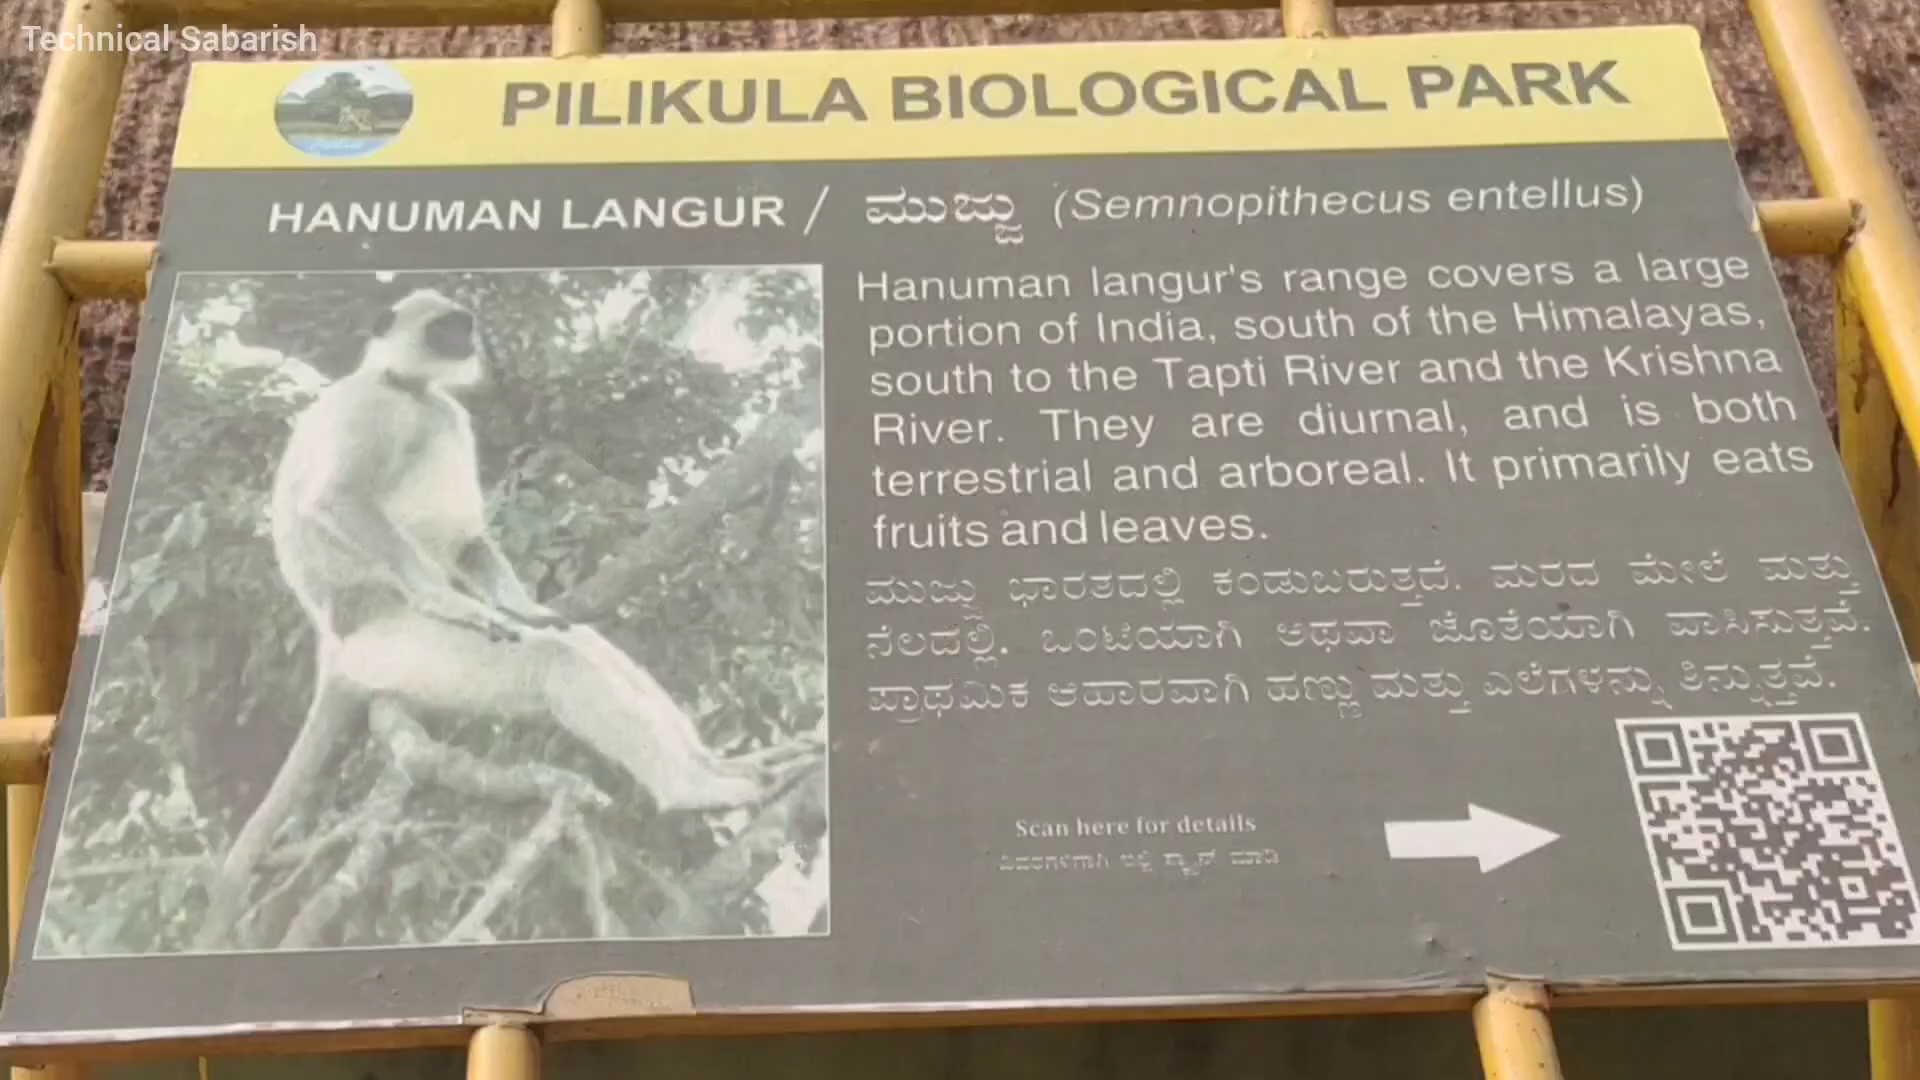 Technical Sabarish
PILIKULA BIOLOGICAL PARK
HANUMAN LANGUR / ಮುಜ್ಜು (Semnopithecus entellus)
Hanuman langur's range covers a large
portion of India, south of the Himalayas,
south to the Tapti River and the Krishna
River. They are diurnal, and is both
terrestrial and arboreal. It primarily eats
fruits and leaves.
ಮುಜ್ಜು ಭಾರತದಲ್ಲಿ ಕಂಡುಬರುತ್ತದೆ. ಮರದ ಮೇಲೆ ಮತ್ತು
ನೆಲದಲ್ಲಿ. ಒಂಟಿಯಾಗಿ ಅಥವಾ ಜೊತೆಯಾಗಿ ವಾಸಿಸುತ್ತವೆ.
ಪ್ರಾಥಮಿಕ ಆಹಾರವಾಗಿ ಹಣ್ಣು ಮತ್ತು ಎಲೆಗಳನ್ನು ತಿನ್ನುತ್ತವೆ.
Scan here for details
ಇಲ್ಲಿ ಸ್ಕ್ಯಾನ್ ಮಾಡಿ